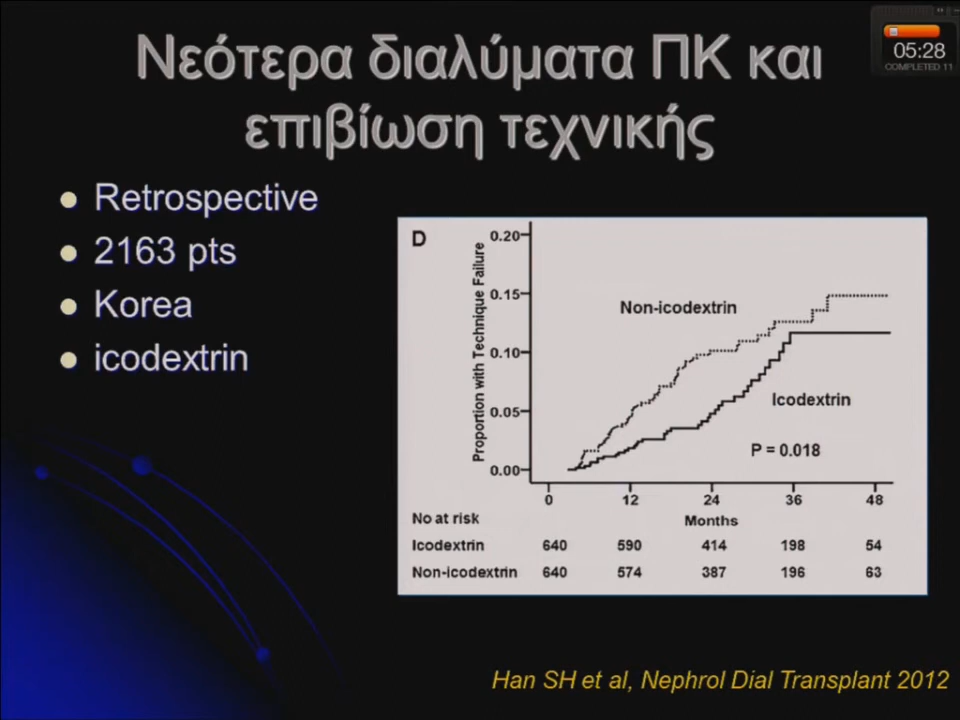 Νεότερα διαλύματα ΠΚ και
επιβίωση τεχνικής
05:28
COMPLETED 11
Retrospective
2163 pts
Korea
icodextrin
D
Proportion with Technique Failure
0.20
0.15
0.10
0.05
0.00
Non-icodextrin
Icodextrin
P = 0.018
0 12 24 36 48
No at risk
Months
Icodextrin 640 590 414 198 54
Non-icodextrin 640 574 387 196 63
Han SH et al, Nephrol Dial Transplant 2012